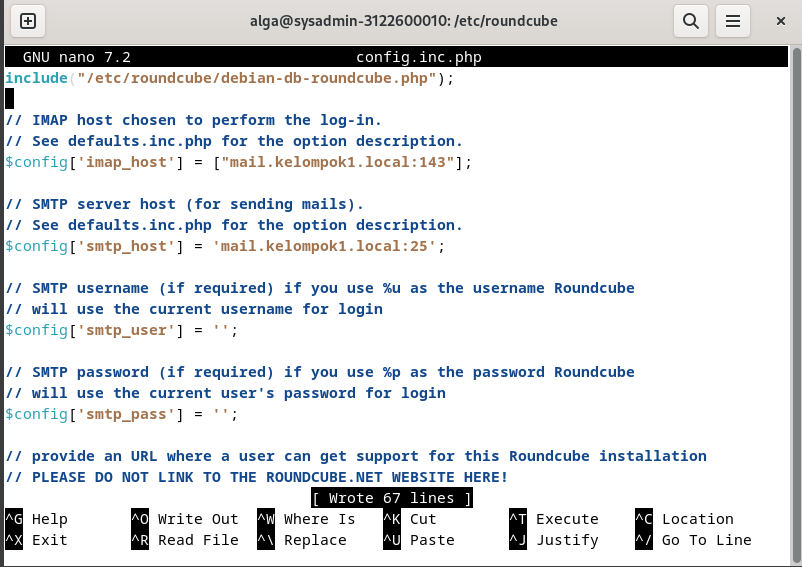 alga@sysadmin-3122600010: /etc/roundcube
GNU nano 7.2 config.inc.php
include("/etc/roundcube/debian-db-roundcube.php");
// IMAP host chosen to perform the log-in.
// See defaults.inc.php for the option description.
$config['imap_host'] = ["mail.kelompok1.local:143"];
// SMTP server host (for sending mails).
// See defaults.inc.php for the option description.
$config['smtp_host'] = 'mail.kelompok1.local:25';
// SMTP username (if required) if you use %u as the username Roundcube
// will use the current username for login
$config['smtp_user'] = '';
// SMTP password (if required) if you use %p as the password Roundcube
// will use the current user's password for login
$config['smtp_pass'] = '';
// provide an URL where a user can get support for this Roundcube installation
// PLEASE DO NOT LINK TO THE ROUNDCUBE.NET WEBSITE HERE!
[ Wrote 67 lines ]
^G Help ^O Write Out ^W Where Is ^K Cut ^T Execute ^C Location
^X Exit ^R Read File ^\ Replace ^U Paste ^J Justify ^/ Go To Line